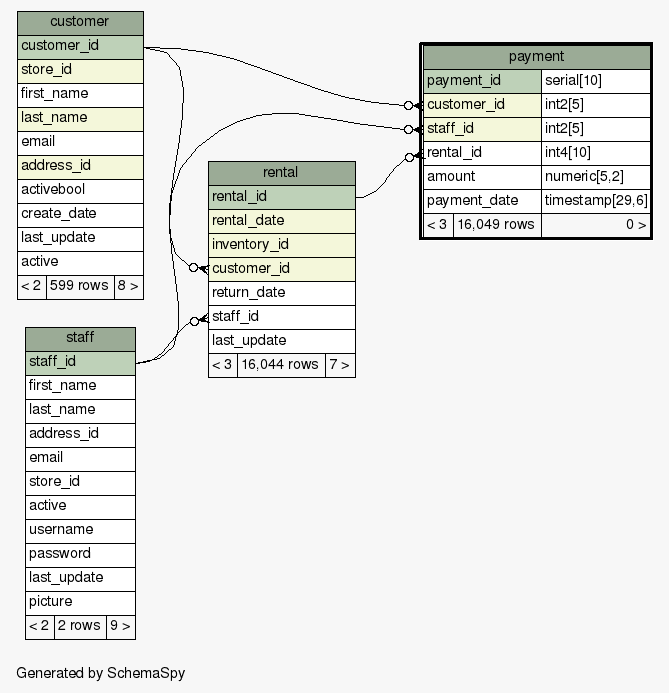 customer
customer_id
store_id
first_name
last_name
email
address_id
activebool
create_date
last_update
active
< 2 599 rows 8 >
payment
payment_id serial[10]
customer_id int2[5]
staff_id int2[5]
rental_id int4[10]
amount numeric[5,2]
payment_date timestamp[29,6]
< 3 16,049 rows 0 >
rental
rental_id
rental_date
inventory_id
customer_id
return_date
staff_id
last_update
< 3 16,044 rows 7 >
staff
staff_id
first_name
last_name
address_id
email
store_id
active
username
password
last_update
picture
< 2 2 rows 9 >
Generated by SchemaSpy